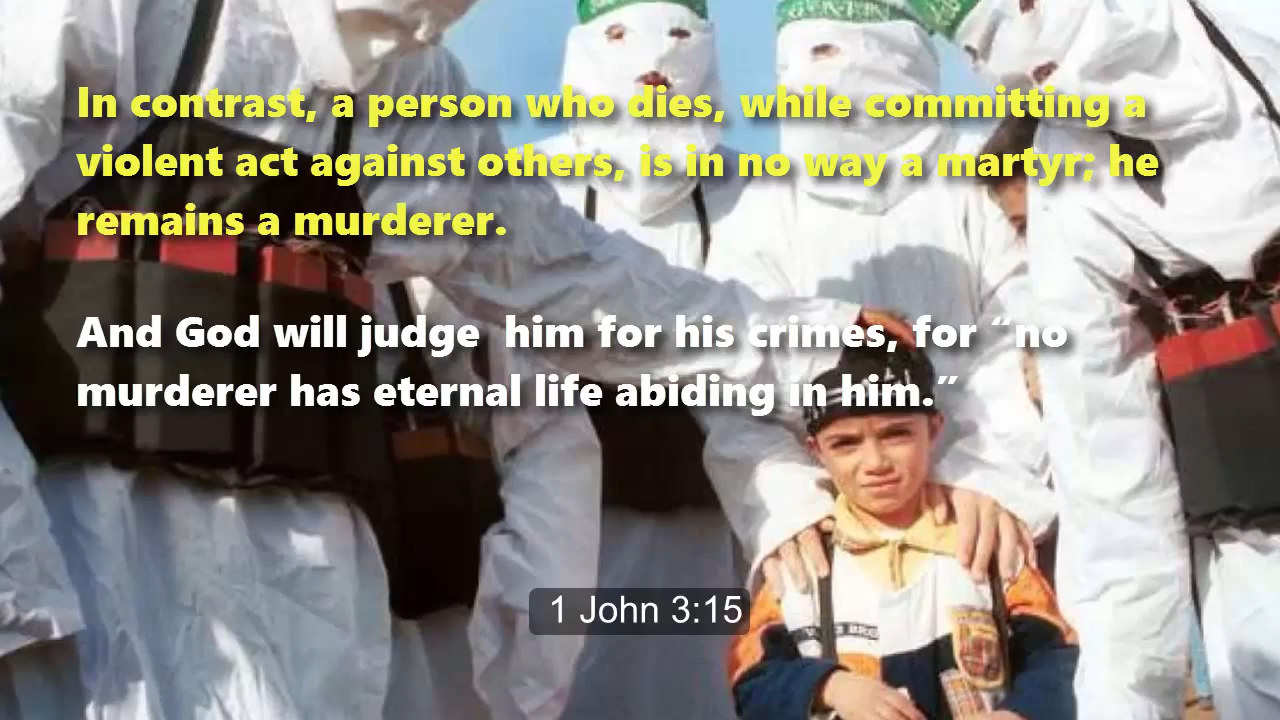 In contrast, a person who dies, while committing a
violent act against others, is in no way a martyr; he
remains a murderer.
And God will judge  him for his crimes, for “no
murderer has eternal life abiding in him.”
1 John 3:15